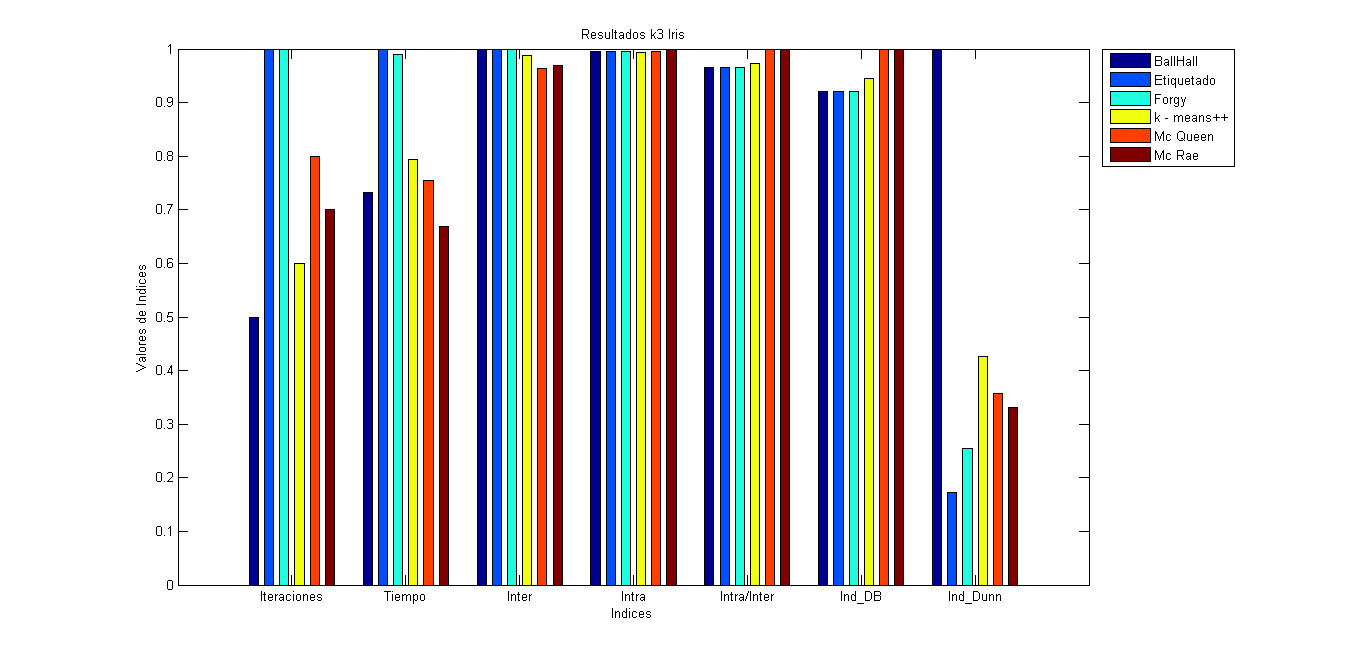 Resultados k3 Iris
1
0.9
0.8
0.7
0.6
0.5
0.4
0.3
0.2
0.1
0
Valores de Indices
Iteraciones Tiempo Inter Intra Intra/Inter Ind_DB Ind_Dunn
Indices
BallHall
Etiquetado
Forgy
k - means++
Mc Queen
Mc Rae